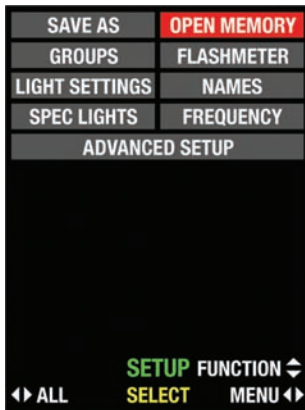 SAVE AS OPEN MEMORY
GROUPS FLASHMETER
LIGHT SETTINGS NAMES
SPEC LIGHTS FREQUENCY
ADVANCED SETUP
SETUP FUNCTION
ALL SELECT MENU